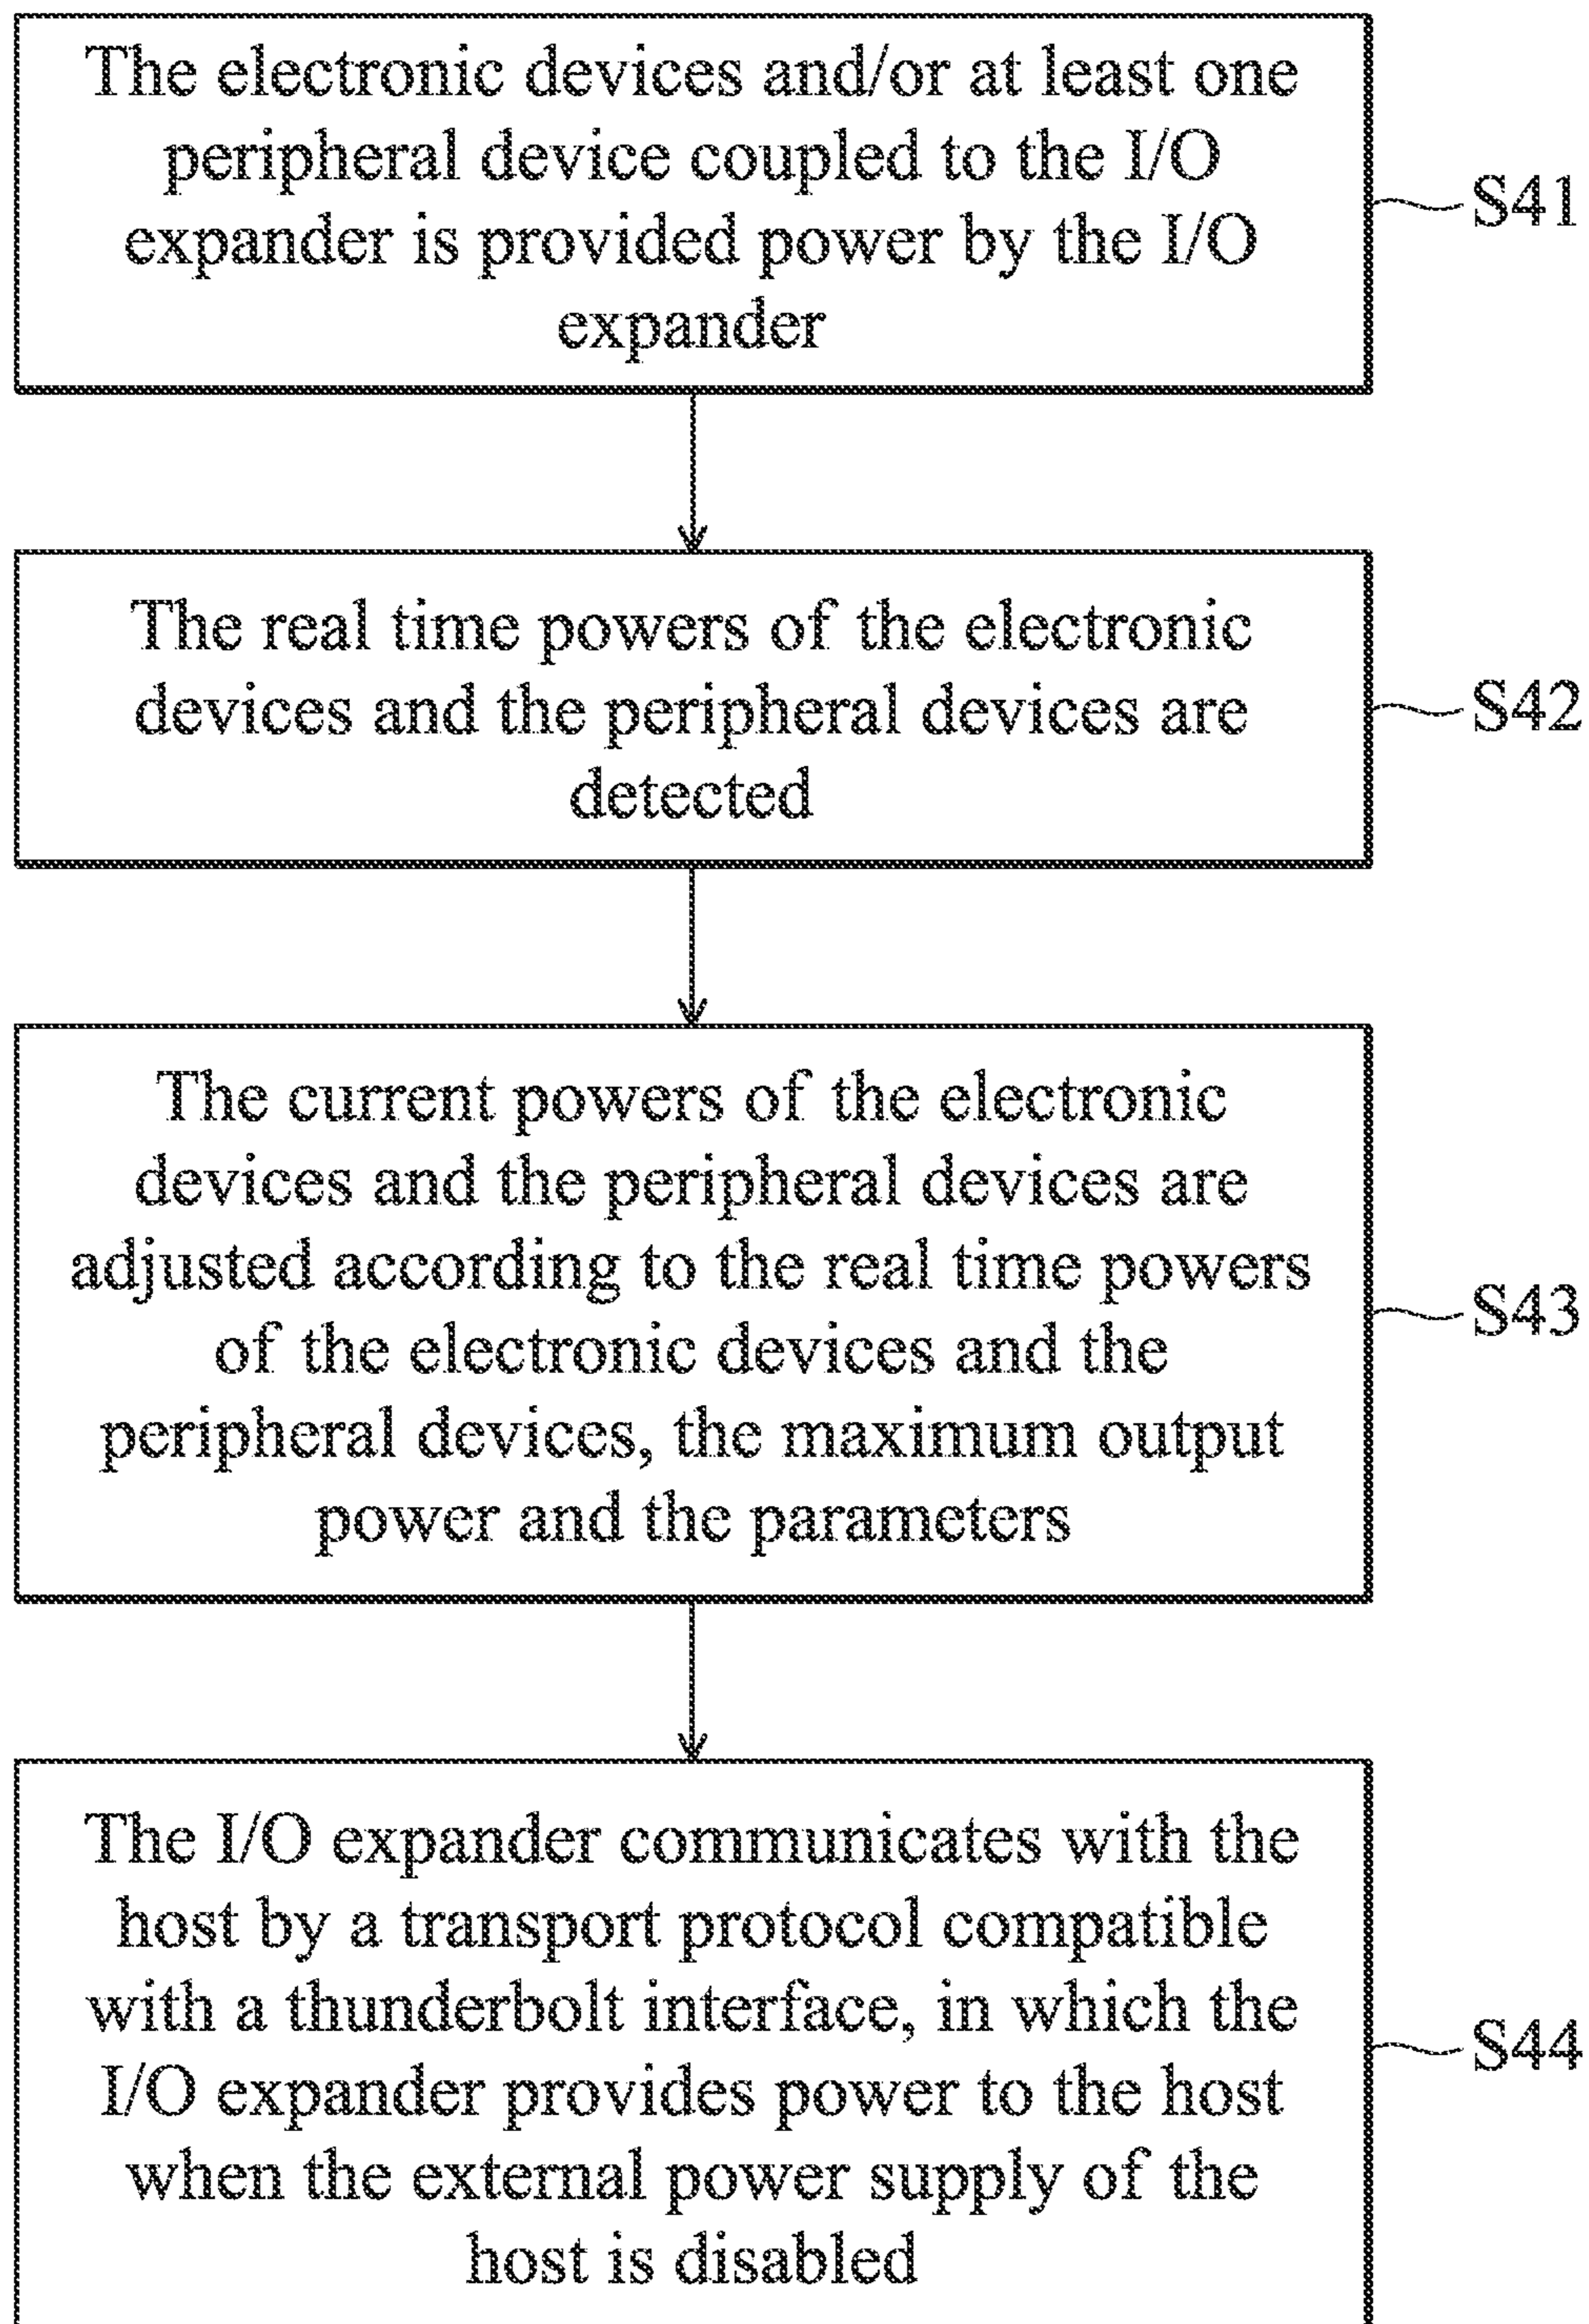 The electronic devices and/or at least one
peripheral device coupled to the I/O
expander is provided power by the I/O
expander
S41
The real time powers of the electronic
devices and the peripheral devices are
detected
S42
The current powers of the electronic
devices and the peripheral devices are
adjusted according to the real time powers
of the electronic devices and the
peripheral devices, the maximum output
power and the parameters
S43
The I/O expander communicates with the
host by a transport protocol compatible
with a thunderbolt interface, in which the
I/O expander provides power to the host
when the external power supply of the
host is disabled
S44